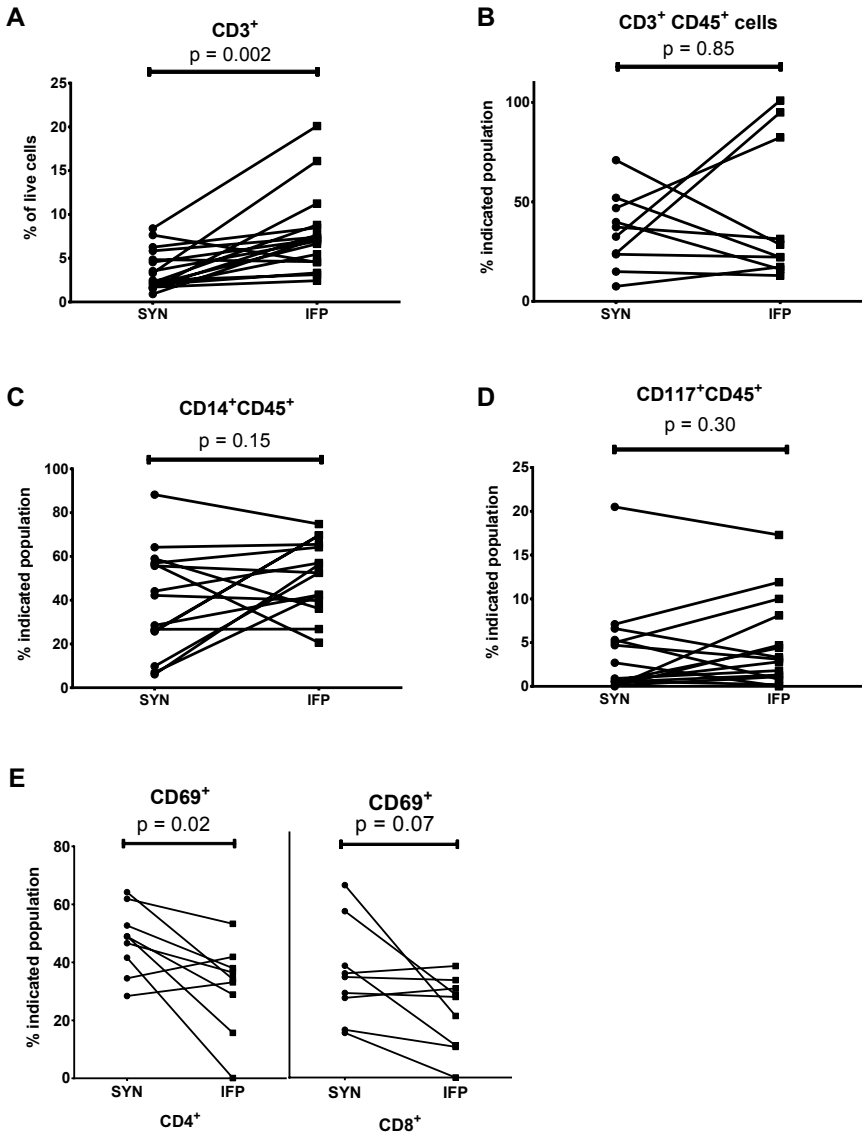 A
CD3⁺
p = 0.002
% of live cells
25
20
15
10
5
0
SYN IFP
B
CD3⁺ CD45⁺ cells
p = 0.85
% indicated population
100
50
0
SYN IFP
C
CD14⁺CD45⁺
p = 0.15
% indicated population
100
80
60
40
20
0
SYN IFP
D
CD117⁺CD45⁺
p = 0.30
% indicated population
25
20
15
10
5
0
SYN IFP
E
CD69⁺
p = 0.02
% indicated population
80
60
40
20
0
SYN IFP
CD4⁺
CD69⁺
p = 0.07
SYN IFP
CD8⁺